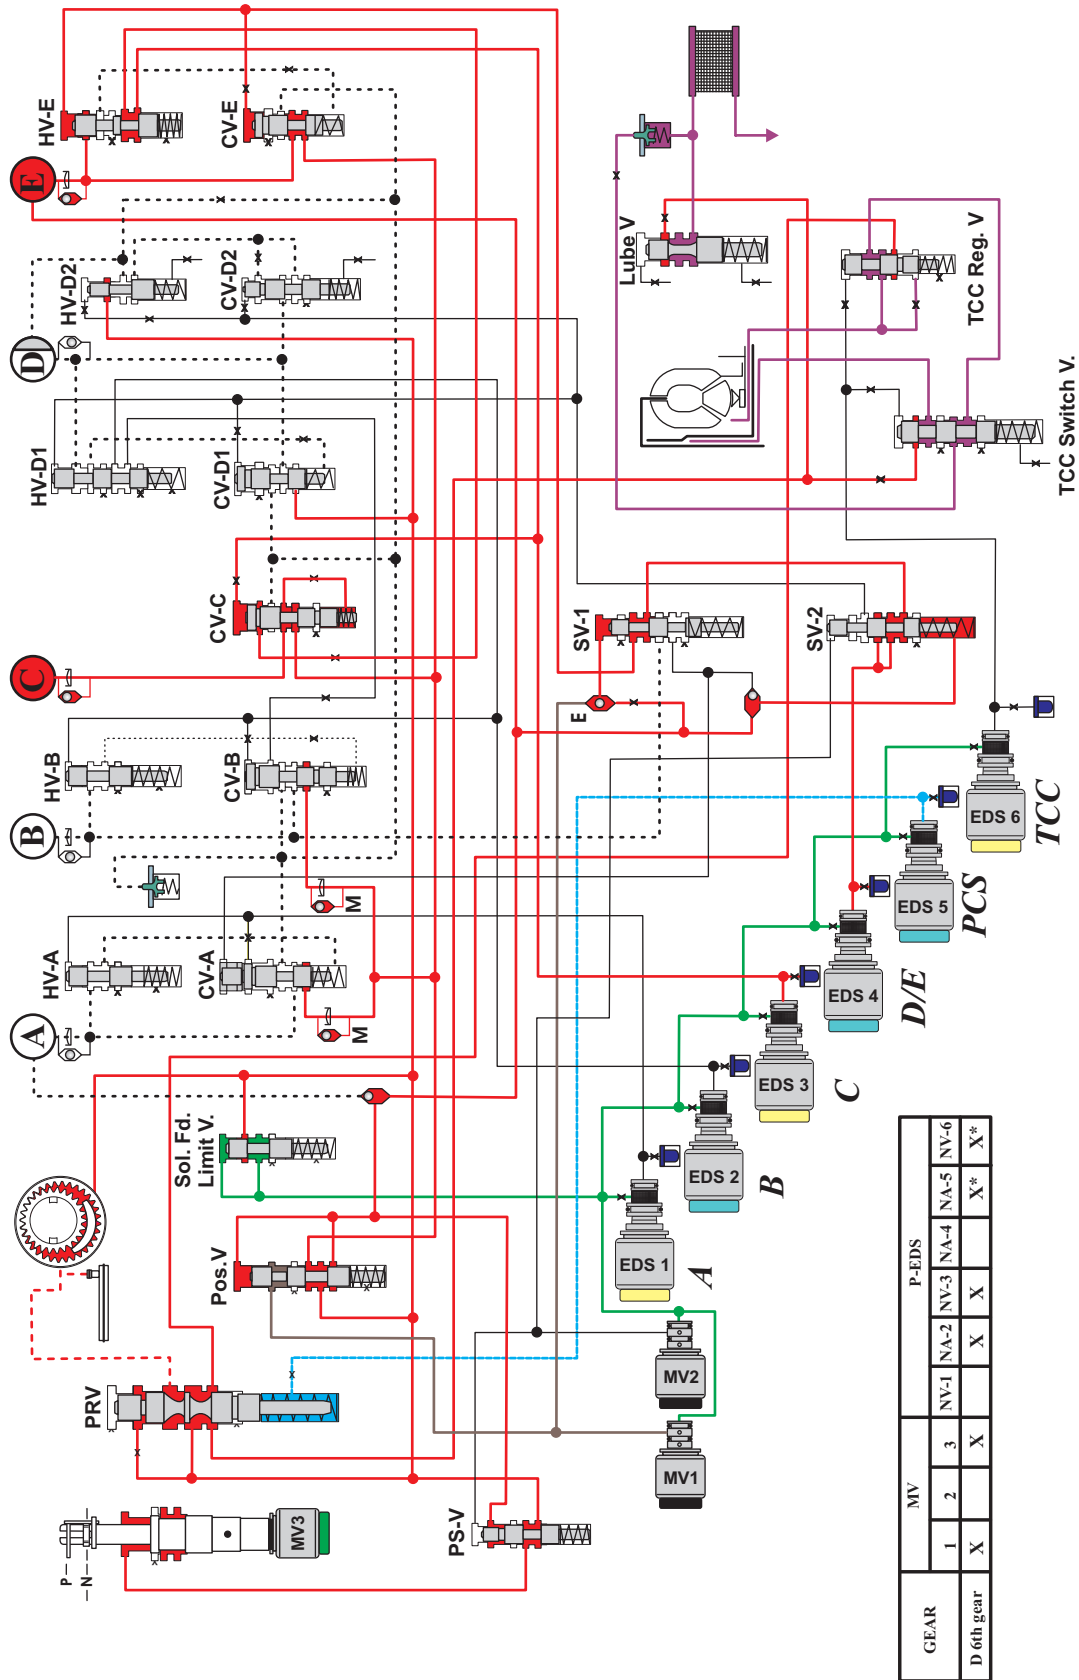 HV-E
CV-E
E
HV-D2
CV-D2
D
HV-D1
CV-D1
CV-C
C
HV-B
CV-B
B
HV-A
CV-A
A
M
M
Lube V
TCC Reg. V
TCC Switch V.
SV-1
SV-2
E
Sol. Fd.
Limit V.
Pos.V
PRV
PS-V
P
N
MV3
MV1
MV2
EDS 1
A
EDS 2
B
EDS 3
C
EDS 4
D/E
EDS 5
PCS
EDS 6
TCC
GEAR MV P-EDS
1 2 3 NV-1 NA-2 NV-3 NA-4 NA-5 NV-6
D 6th gear X X X X X* X*